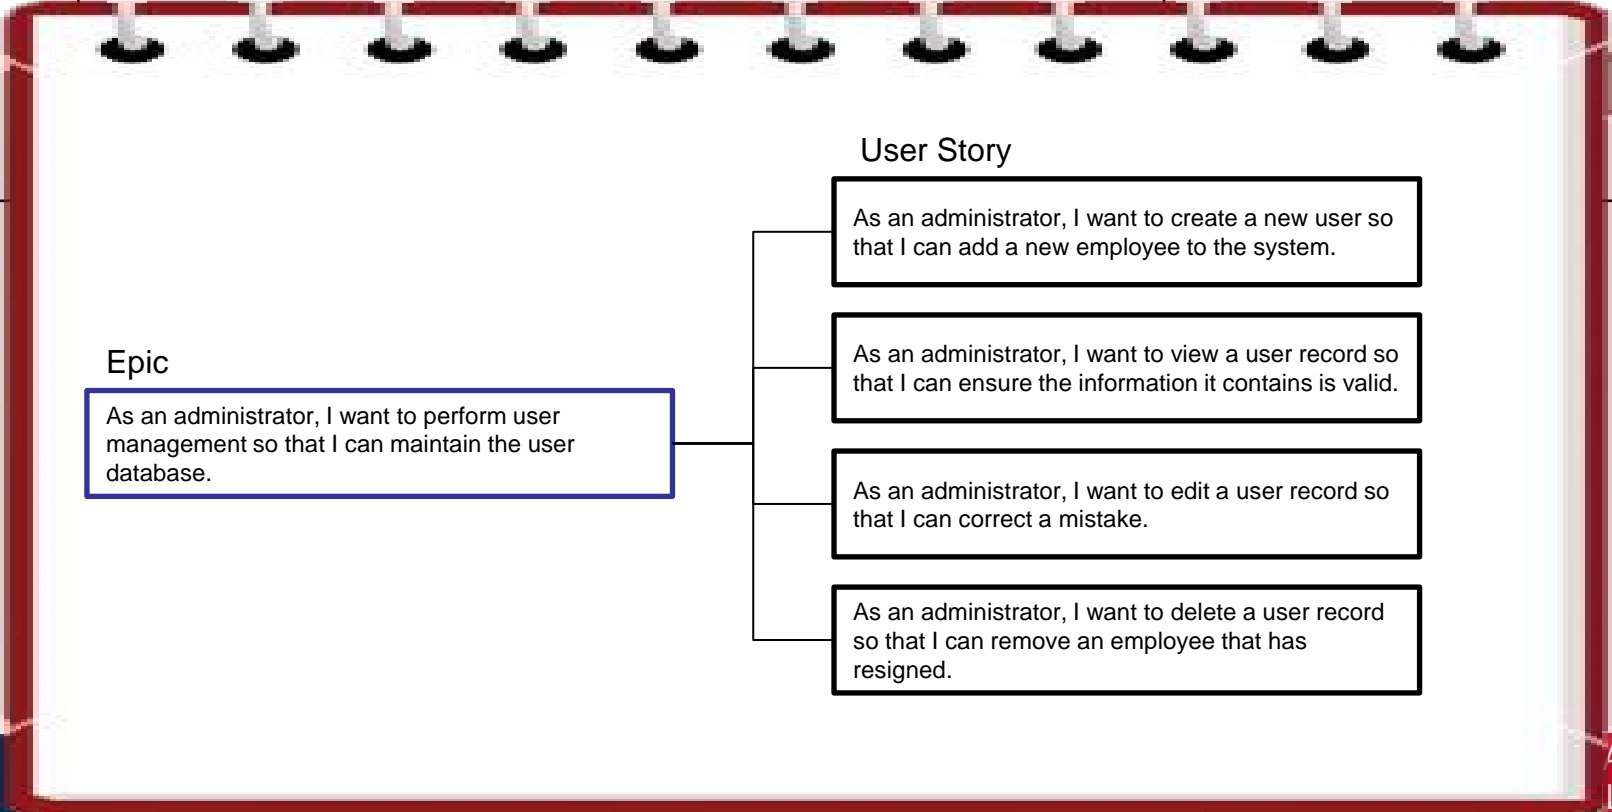 User Story
As an administrator, I want to create a new user so
that I can add a new employee to the system.
As an administrator, I want to view a user record so
that I can ensure the information it contains is valid.
Epic
As an administrator, I want to perform user
management so that I can maintain the user
database.
As an administrator, I want to edit a user record so
that I can correct a mistake.
As an administrator, I want to delete a user record
so that I can remove an employee that has
resigned.